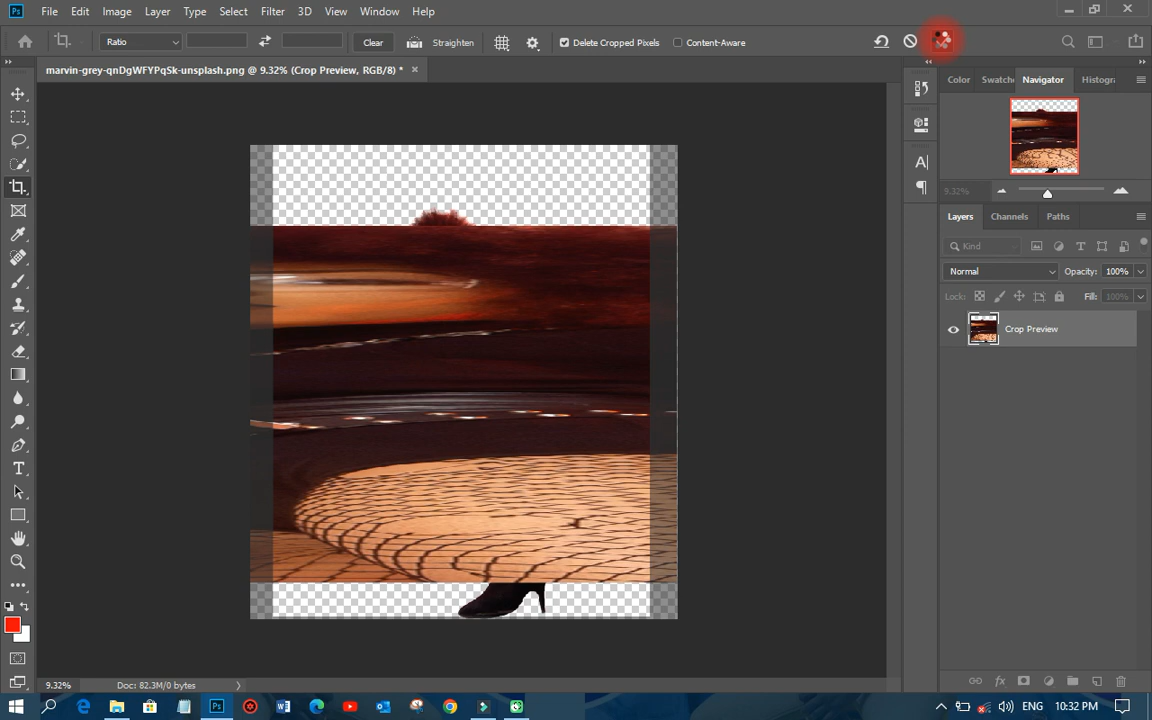 Ps File Edit Image Layer Type Select Filter 3D View Window Help
Ratio Clear Straighten Delete Cropped Pixels Content-Aware
marvin-grey-qnDgWFYPqSk-unsplash.png @ 9.32% (Crop Preview, RGB/8) *
Color Swatche Navigator Histogra
9.32%
Layers Channels Paths
Kind
Normal Opacity: 100%
Lock: Fill: 100%
Crop Preview
9.32% Doc: 82.3M/0 bytes
ENG 10:32 PM